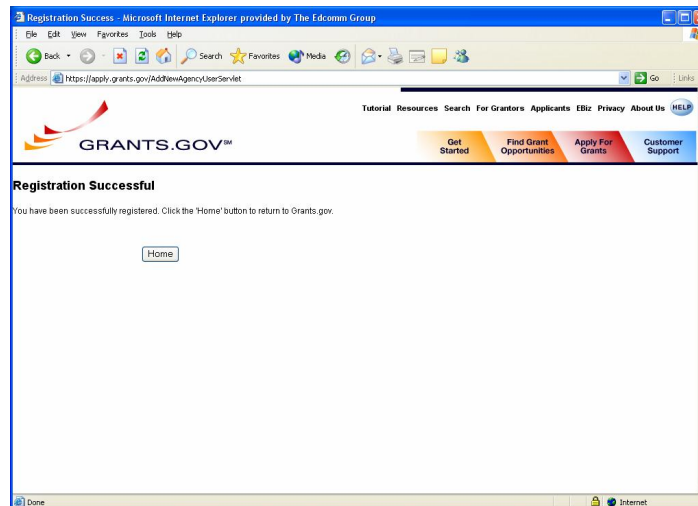 Registration Success - Microsoft Internet Explorer provided by The Edcomm Group
File Edit View Favorites Tools Help
Back Search Favorites Media
Address https://apply.grants.gov/AddNewAgencyUserServlet Go Links
Tutorial Resources Search For Grantors Applicants EBiz Privacy About Us HELP
GRANTS.GOV℠
Get Started Find Grant Opportunities Apply For Grants Customer Support
Registration Successful
You have been successfully registered. Click the 'Home' button to return to Grants.gov.
Home
Done Internet